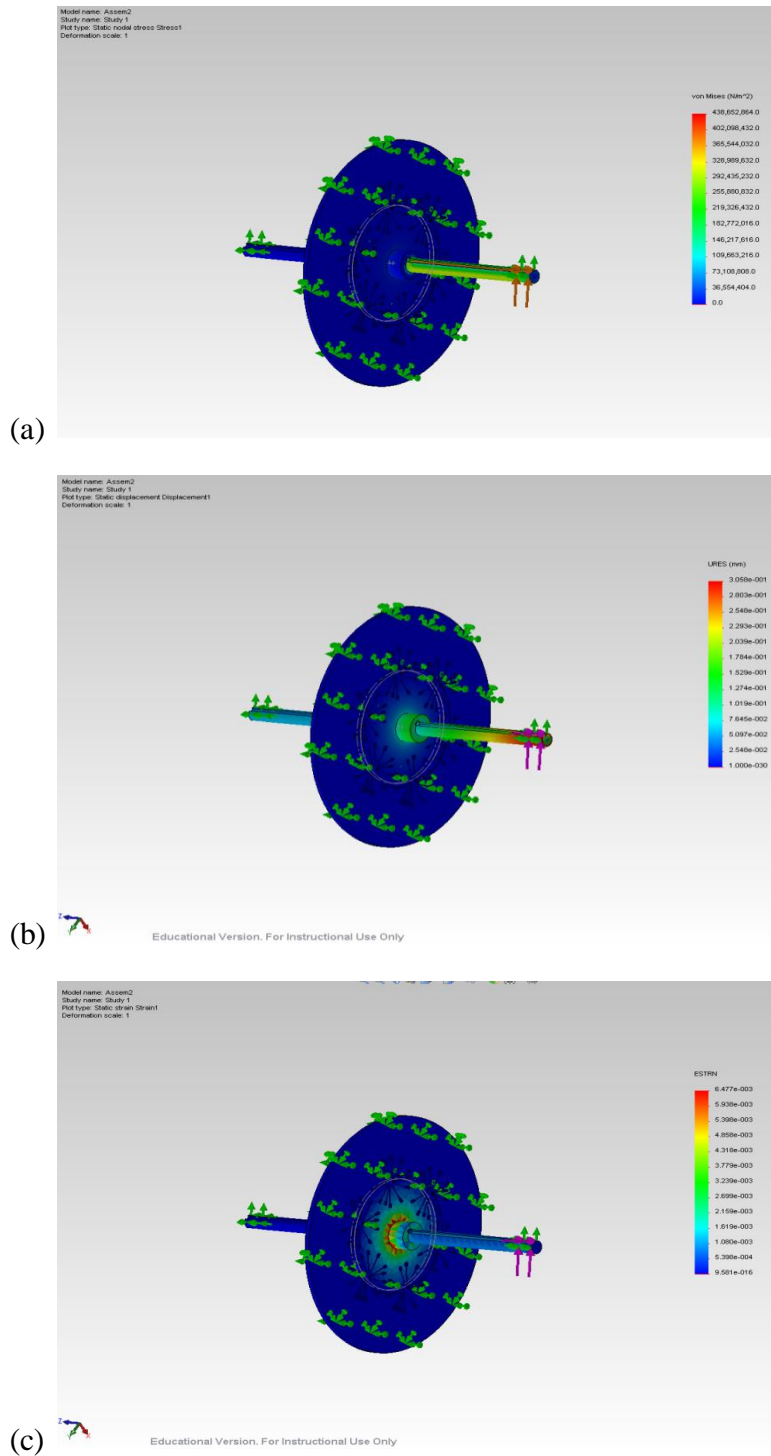 Model name: Assem2
Study name: Study 1
Plot type: Static nodal stress Stress1
Deformation scale: 1
von Mises (N/m^2)
438,652,864.0
402,098,432.0
365,544,032.0
328,989,632.0
292,435,232.0
255,880,832.0
219,326,432.0
182,772,016.0
146,217,616.0
109,663,216.0
73,108,808.0
36,554,404.0
0.0
(a)
Model name: Assem2
Study name: Study 1
Plot type: Static displacement Displacement1
Deformation scale: 1
URES (mm)
3.058e-001
2.803e-001
2.548e-001
2.293e-001
2.039e-001
1.784e-001
1.529e-001
1.274e-001
1.019e-001
7.645e-002
5.097e-002
2.548e-002
1.000e-030
Educational Version. For Instructional Use Only
(b)
Model name: Assem2
Study name: Study 1
Plot type: Static strain Strain1
Deformation scale: 1
ESTRN
6.477e-003
5.938e-003
5.398e-003
4.858e-003
4.318e-003
3.779e-003
3.239e-003
2.699e-003
2.159e-003
1.619e-003
1.080e-003
5.398e-004
9.581e-016
Educational Version. For Instructional Use Only
(c)